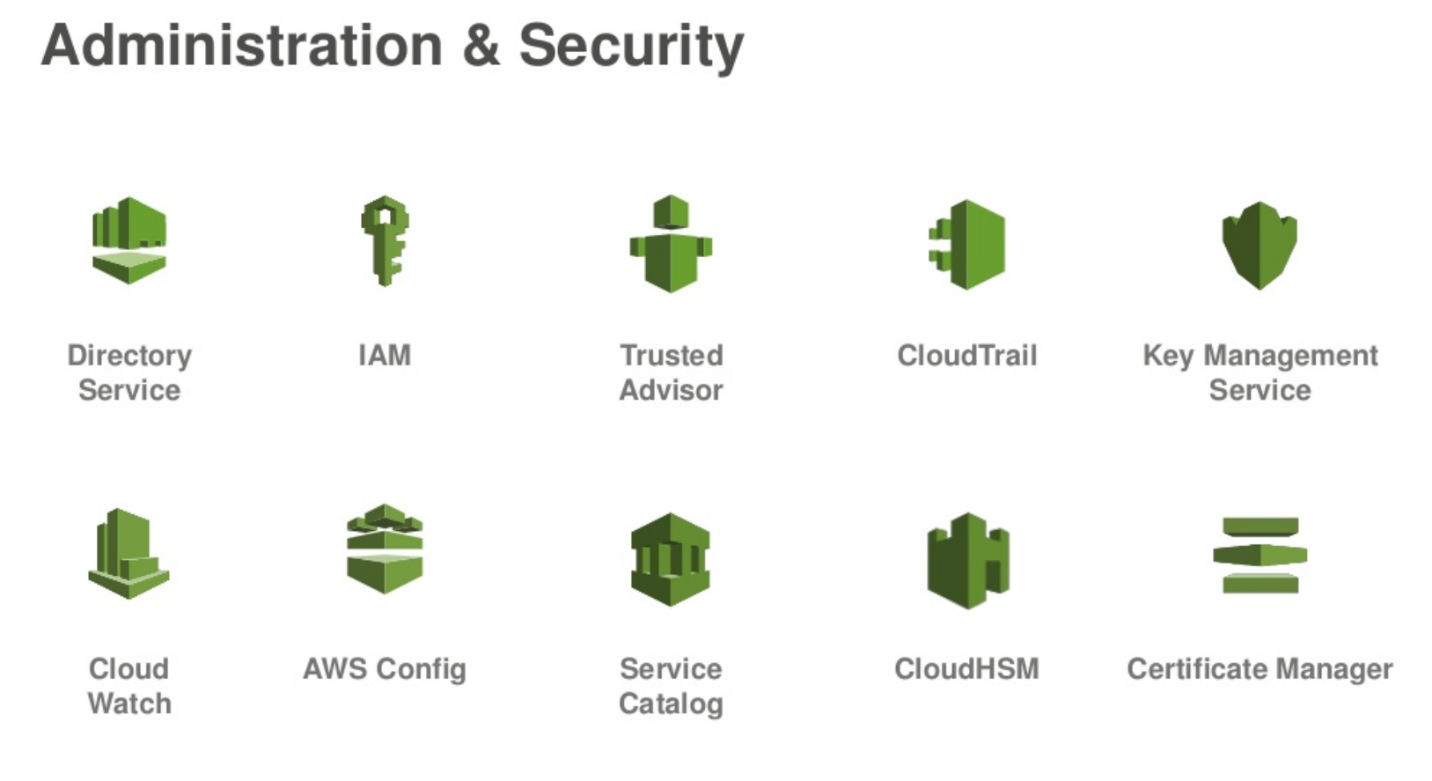 Administration & Security
Directory
Service
IAM
Trusted
Advisor
CloudTrail
Key Management
Service
Cloud
Watch
AWS Config
Service
Catalog
CloudHSM
Certificate Manager